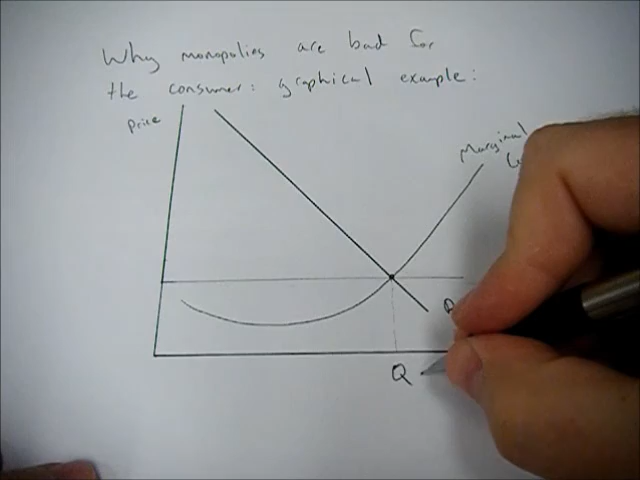 Why monopolies are bad for
the consumer: graphical example:
Price
Marginal
Q